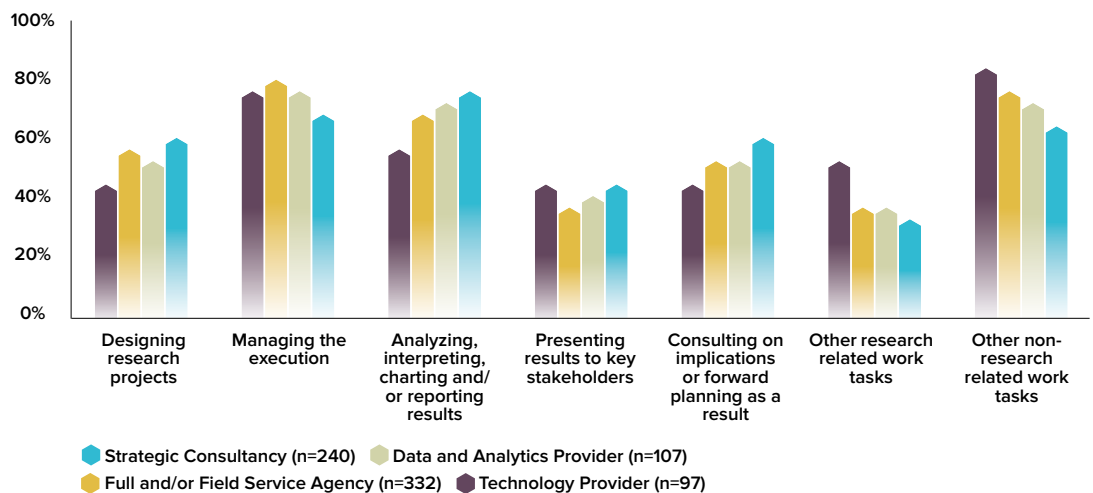 100%
80%
60%
40%
20%
0%
Designing
research
projects
Managing the
execution
Analyzing,
interpreting,
charting and/
or reporting
results
Presenting
results to key
stakeholders
Consulting on
implications
or forward
planning as a
result
Other research
related work
tasks
Other non-
research
related work
tasks
Strategic Consultancy (n=240)
Data and Analytics Provider (n=107)
Full and/or Field Service Agency (n=332)
Technology Provider (n=97)